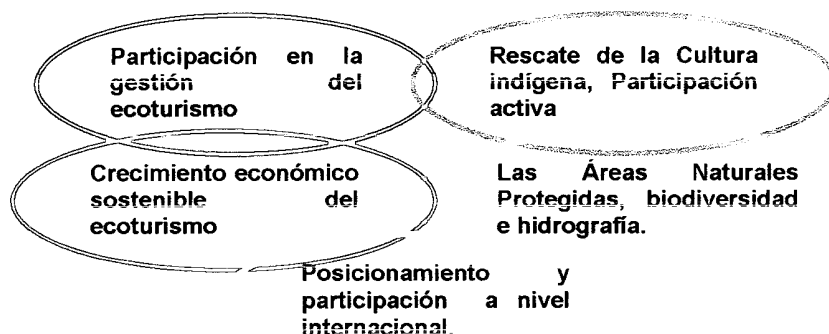 Participación en la
gestión del
ecoturismo
Rescate de la Cultura
indígena, Participación
activa
Crecimiento económico
sostenible del
ecoturismo
Las Áreas Naturales
Protegidas, biodiversidad
e hidrografía.
Posicionamiento y
participación a nivel
internacional.